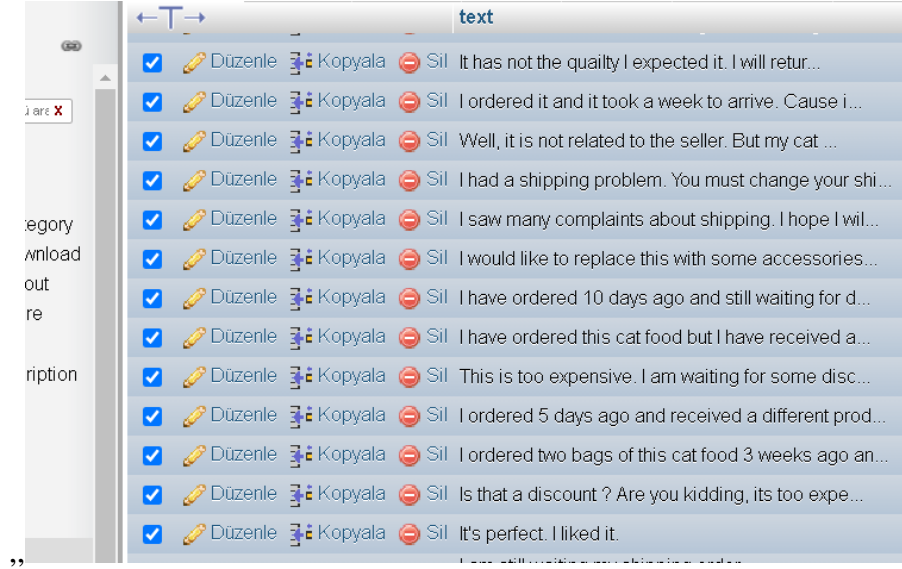 ←T→ text
Düzenle Kopyala Sil It has not the quailty I expected it. I will retur...
Düzenle Kopyala Sil I ordered it and it took a week to arrive. Cause i...
ü ara X
Düzenle Kopyala Sil Well, it is not related to the seller. But my cat ...
Düzenle Kopyala Sil I had a shipping problem. You must change your shi...
egory
Düzenle Kopyala Sil I saw many complaints about shipping. I hope I wil...
wnload
Düzenle Kopyala Sil I would like to replace this with some accessories...
out
Düzenle Kopyala Sil I have ordered 10 days ago and still waiting for d...
re
Düzenle Kopyala Sil I have ordered this cat food but I have received a...
ription
Düzenle Kopyala Sil This is too expensive. I am waiting for some disc...
Düzenle Kopyala Sil I ordered 5 days ago and received a different prod...
Düzenle Kopyala Sil I ordered two bags of this cat food 3 weeks ago an...
Düzenle Kopyala Sil Is that a discount ? Are you kidding, its too expe...
Düzenle Kopyala Sil It's perfect. I liked it.
I am still waiting my shipping order
”